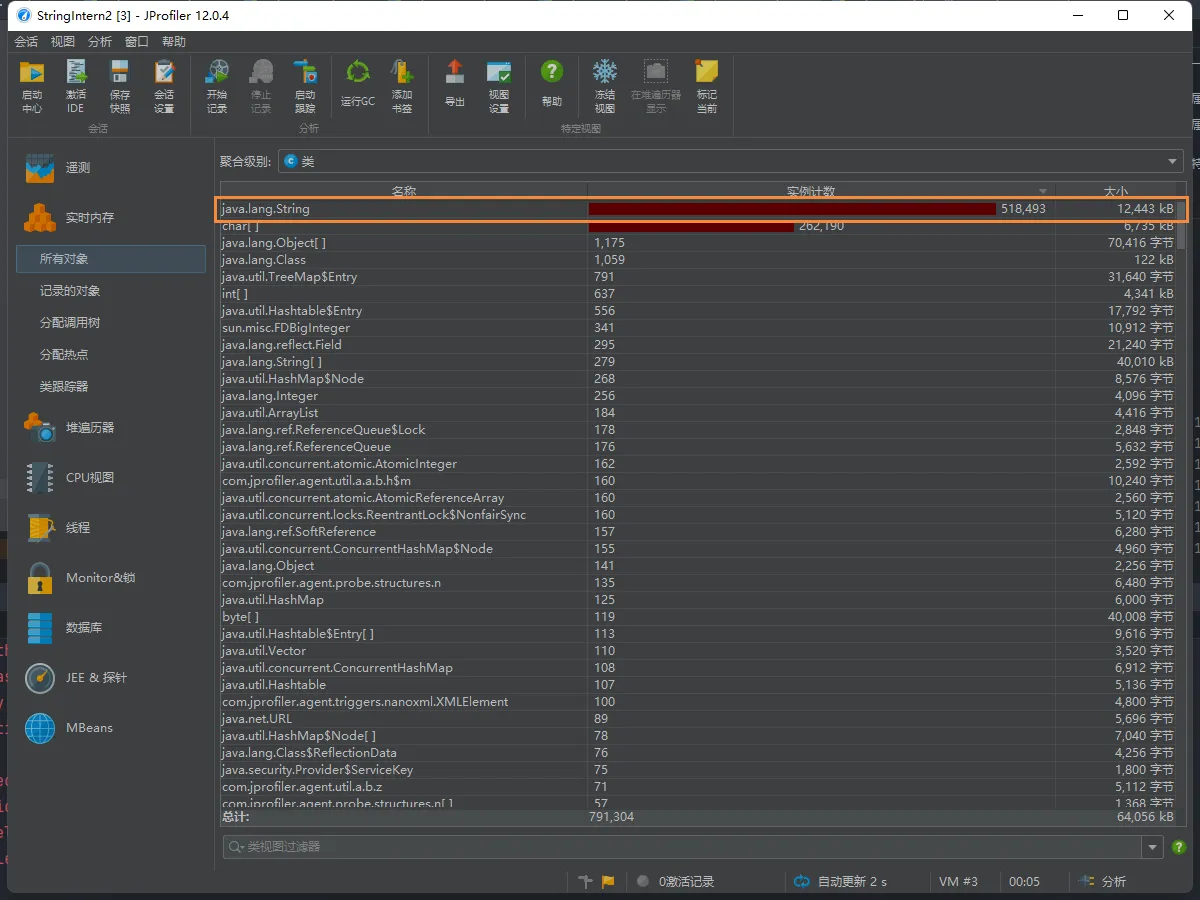 StringIntern2 [3] - JProfiler 12.0.4
会话 视图 分析 窗口 帮助
启动中心 激活IDE 保存快照 会话设置 开始记录 停止记录 启动跟踪 运行GC 添加书签 导出 视图设置 帮助 冻结视图 在堆遍历器显示 标记当前
会话 分析 特定视图
遥测
实时内存
所有对象
记录的对象
分配调用树
分配热点
类跟踪器
堆遍历器
CPU视图
线程
Monitor&锁
数据库
JEE & 探针
MBeans
聚合级别: 类
名称 实例计数 大小
java.lang.String 518,493 12,443 kB
char[ ] 262,190 6,735 kB
java.lang.Object[ ] 1,175 70,416 字节
java.lang.Class 1,059 122 kB
java.util.TreeMap$Entry 791 31,640 字节
int[ ] 637 4,341 kB
java.util.Hashtable$Entry 556 17,792 字节
sun.misc.FDBigInteger 341 10,912 字节
java.lang.reflect.Field 295 21,240 字节
java.lang.String[ ] 279 40,010 kB
java.util.HashMap$Node 268 8,576 字节
java.lang.Integer 256 4,096 字节
java.util.ArrayList 184 4,416 字节
java.lang.ref.ReferenceQueue$Lock 178 2,848 字节
java.lang.ref.ReferenceQueue 176 5,632 字节
java.util.concurrent.atomic.AtomicInteger 162 2,592 字节
com.jprofiler.agent.util.a.a.b.h$m 160 10,240 字节
java.util.concurrent.atomic.AtomicReferenceArray 160 2,560 字节
java.util.concurrent.locks.ReentrantLock$NonfairSync 160 5,120 字节
java.lang.ref.SoftReference 157 6,280 字节
java.util.concurrent.ConcurrentHashMap$Node 155 4,960 字节
java.lang.Object 141 2,256 字节
com.jprofiler.agent.probe.structures.n 135 6,480 字节
java.util.HashMap 125 6,000 字节
byte[ ] 119 40,008 字节
java.util.Hashtable$Entry[ ] 113 9,616 字节
java.util.Vector 110 3,520 字节
java.util.concurrent.ConcurrentHashMap 108 6,912 字节
java.util.Hashtable 107 5,136 字节
com.jprofiler.agent.triggers.nanoxml.XMLElement 100 4,800 字节
java.net.URL 89 5,696 字节
java.util.HashMap$Node[ ] 78 7,040 字节
java.lang.Class$ReflectionData 76 4,256 字节
java.security.Provider$ServiceKey 75 1,800 字节
com.jprofiler.agent.util.a.b.z 71 5,112 字节
com.jprofiler.agent.probe.structures.n[ ] 57 1,368 字节
总计: 791,304 64,056 kB
类视图过滤器
0激活记录 自动更新 2 s VM #3 00:05 分析